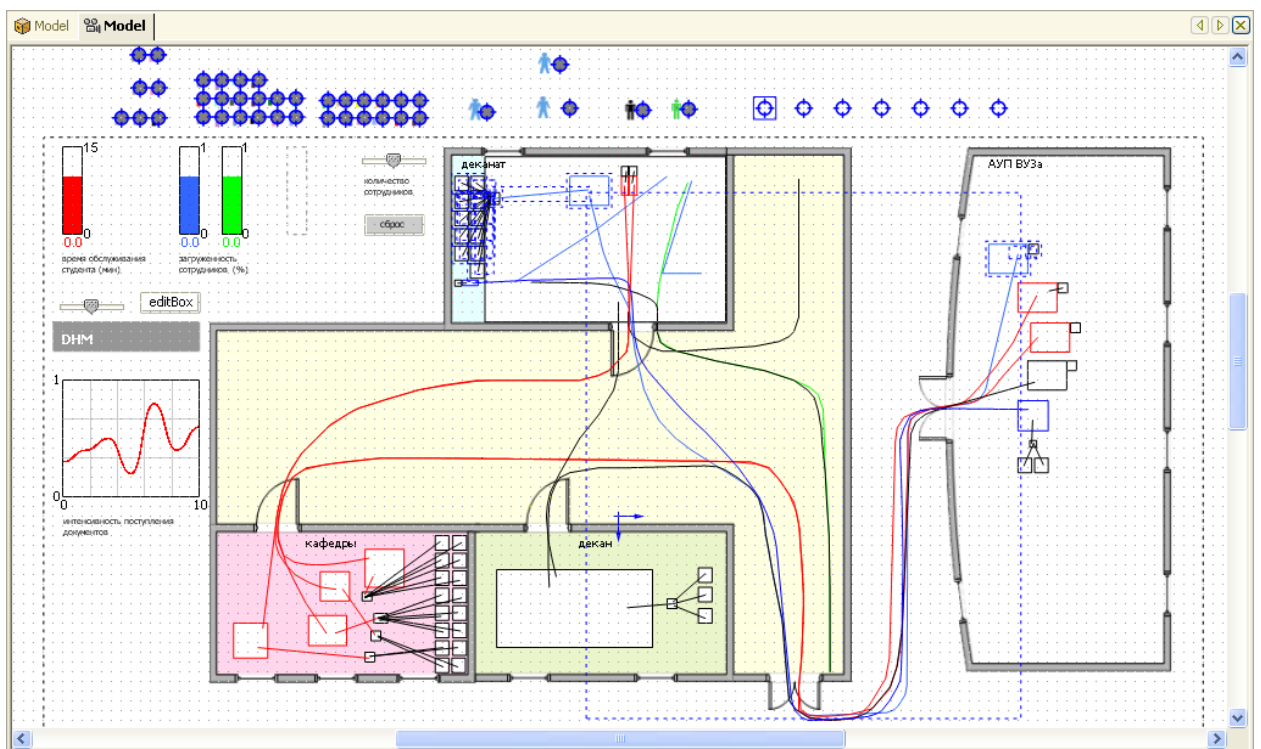 Model Model
деканат
АУП ВУЗа
15 1 1
количество
сотрудников
сброс
0 0 0
0.0 0.0 0.0
время обслуживания
студента (мин)
загруженность
сотрудников (%)
editBox
DHM
1
0
0 10
интенсивность поступления
документов
кафедры
декан